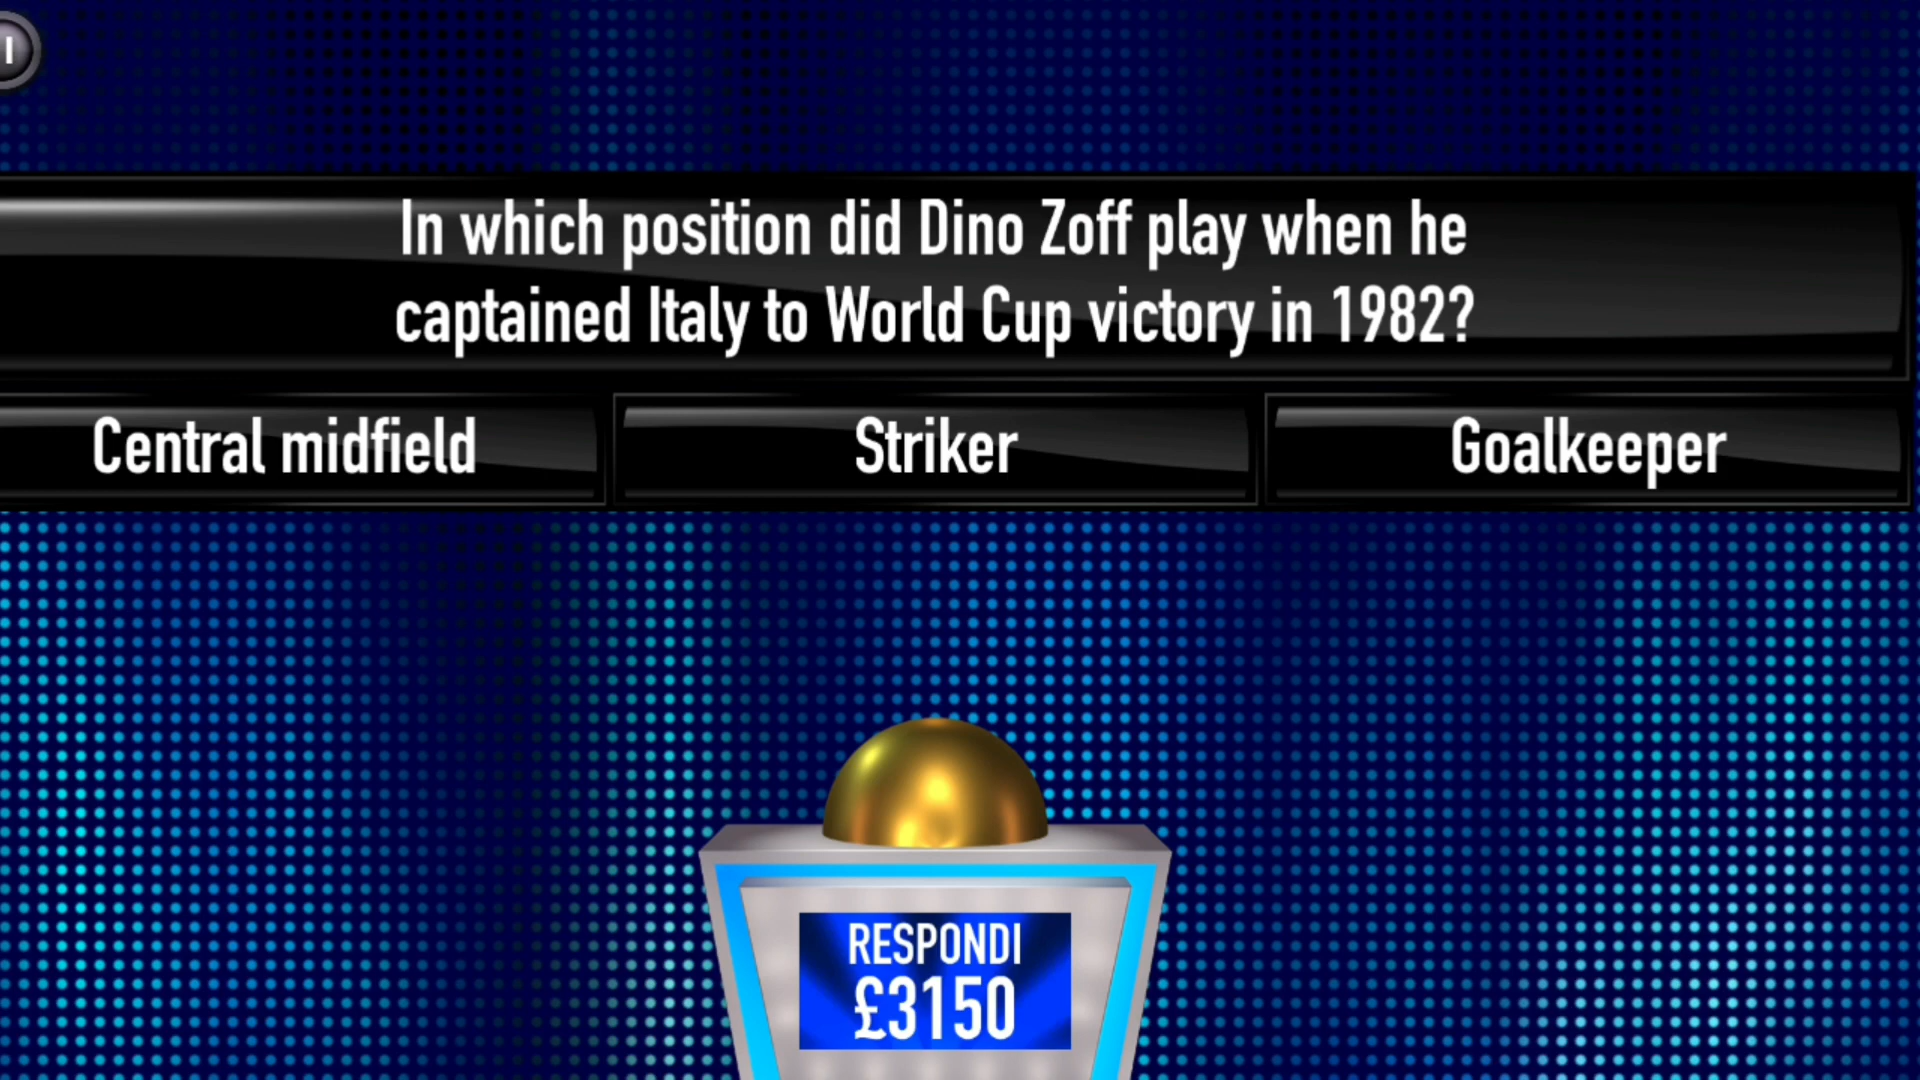 In which position did Dino Zoff play when he
captained Italy to World Cup victory in 1982?
Central midfield
Striker
Goalkeeper
RESPONDI
£3150